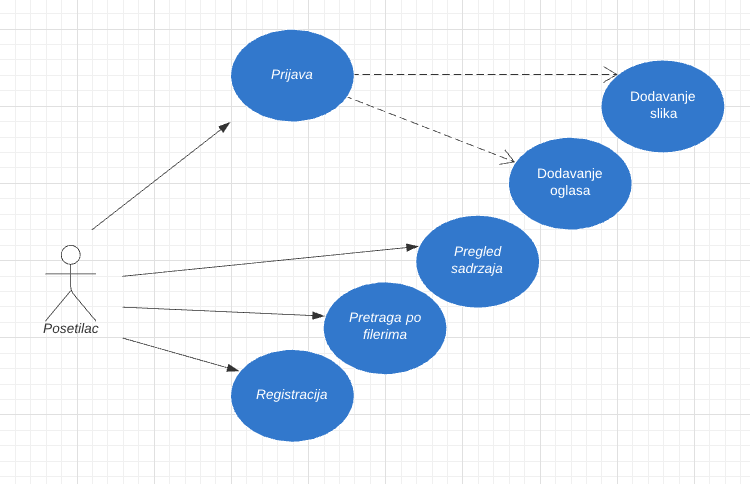 Prijava
Dodavanje
slika
Dodavanje
oglasa
Pregled
sadrzaja
Posetilac
Pretraga po
filerima
Registracija